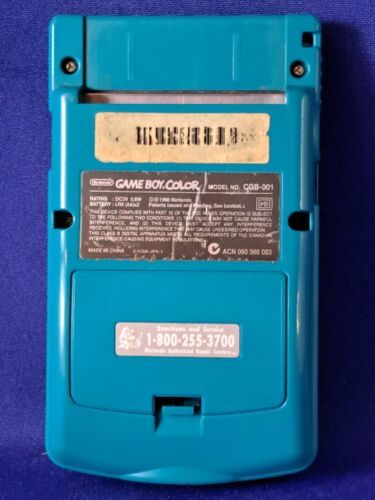 Nintendo GAME BOY COLOR MODEL NO. CGB-001
RATING : DC3V 0.6W
BATTERY : LR6 (AA)x2
© 1998 Nintendo
Patents issued and Pending, See booklet.
THIS DEVICE COMPLIES WITH PART 15 OF THE FCC RULES. OPERATION IS SUBJECT
TO THE FOLLOWING TWO CONDITIONS (1) THIS DEVICE MAY NOT CAUSE HARMFUL
INTERFERENCE AND (2) THIS DEVICE MUST ACCEPT ANY INTERFERENCE
RECEIVED, INCLUDING INTERFERENCE THAT MAY CAUSE UNDESIRED OPERATION.
THIS CLASS B DIGITAL APPARATUS MEETS ALL REQUIREMENTS OF THE CANADIAN
INTERFERENCE-CAUSING EQUIPMENT REGULATIONS.
ACN 060 566 083
MADE IN CHINA
Questions and Service
1-800-255-3700
Nintendo Authorized Repair Centers